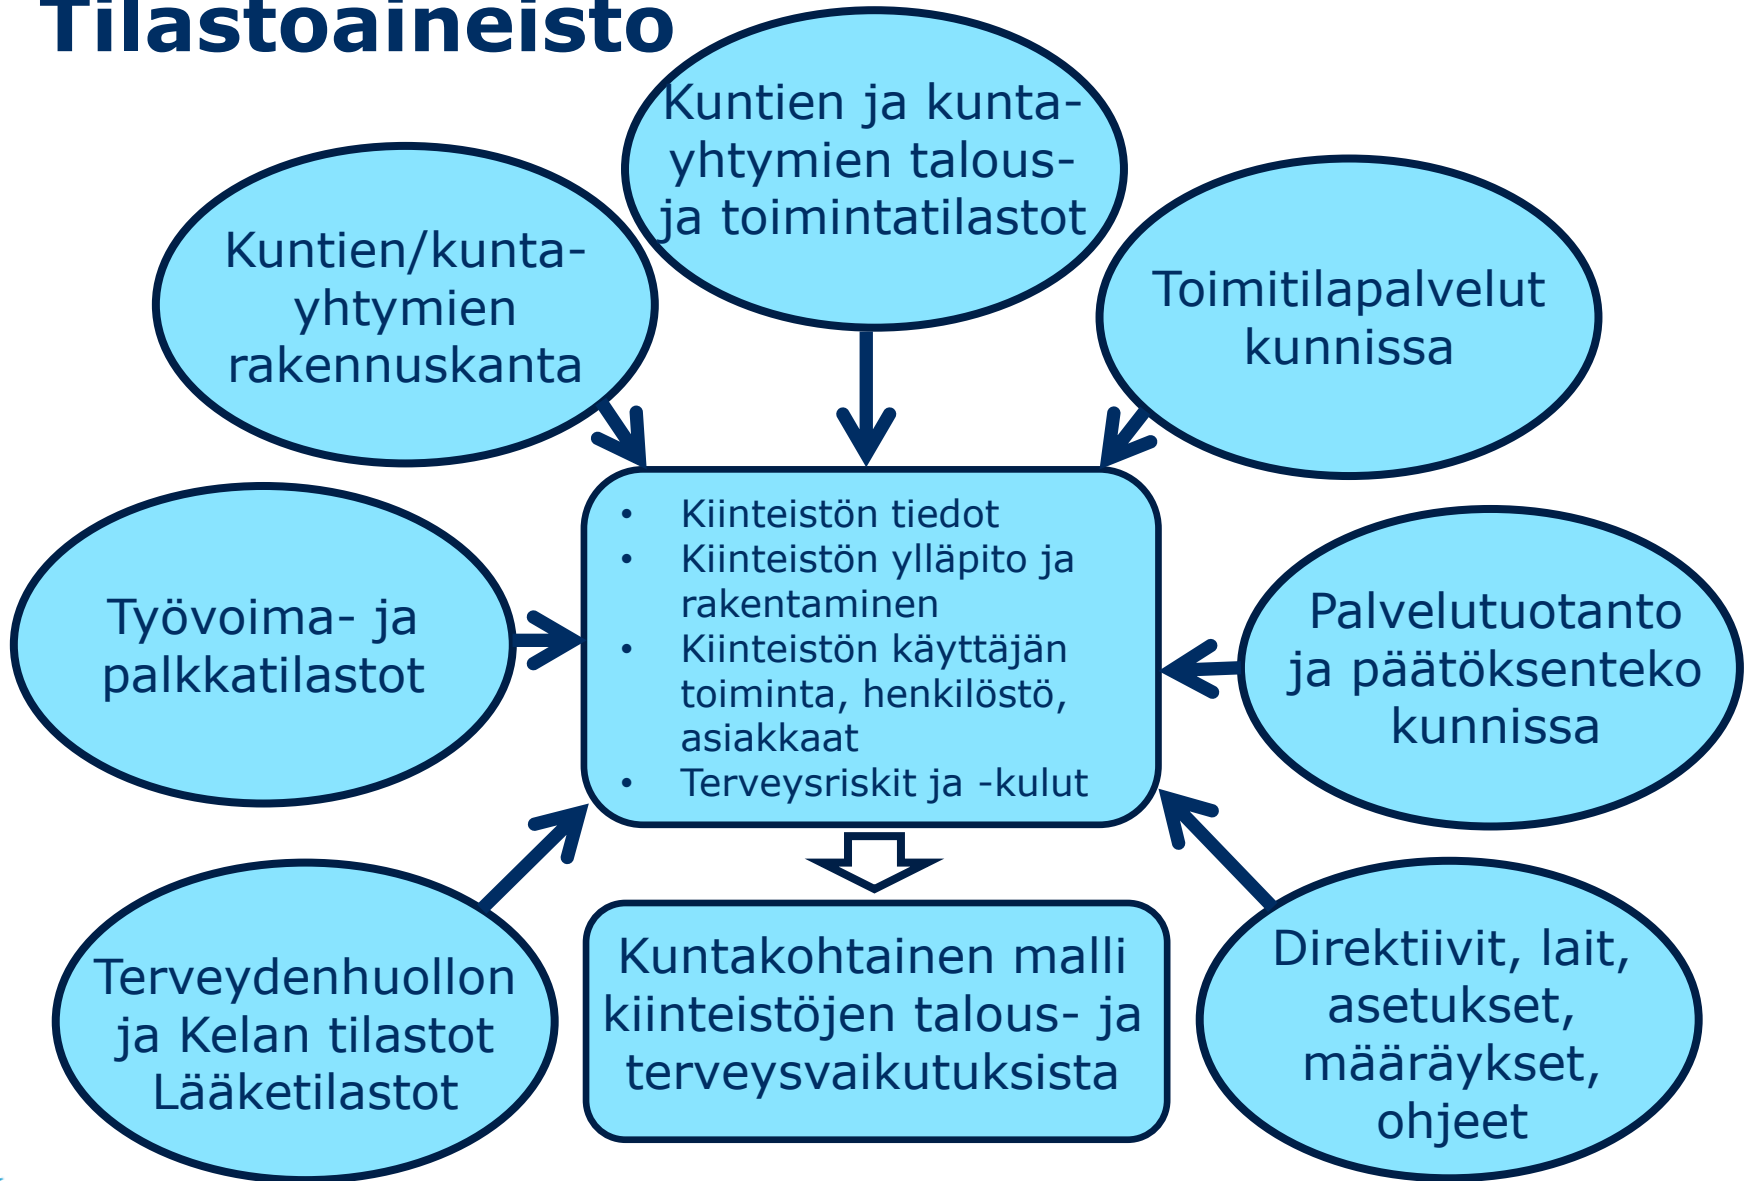 Tilastoaineisto
Kuntien ja kunta-
yhtymien talous-
ja toimintatilastot
Kuntien/kunta-
yhtymien
rakennuskanta
Toimitilapalvelut
kunnissa
• Kiinteistön tiedot
• Kiinteistön ylläpito ja
rakentaminen
• Kiinteistön käyttäjän
toiminta, henkilöstö,
asiakkaat
• Terveysriskit ja -kulut
Työvoima- ja
palkkatilastot
Palvelutuotanto
ja päätöksenteko
kunnissa
Terveydenhuollon
ja Kelan tilastot
Lääketilastot
Kuntakohtainen malli
kiinteistöjen talous- ja
terveysvaikutuksista
Direktiivit, lait,
asetukset,
määräykset,
ohjeet